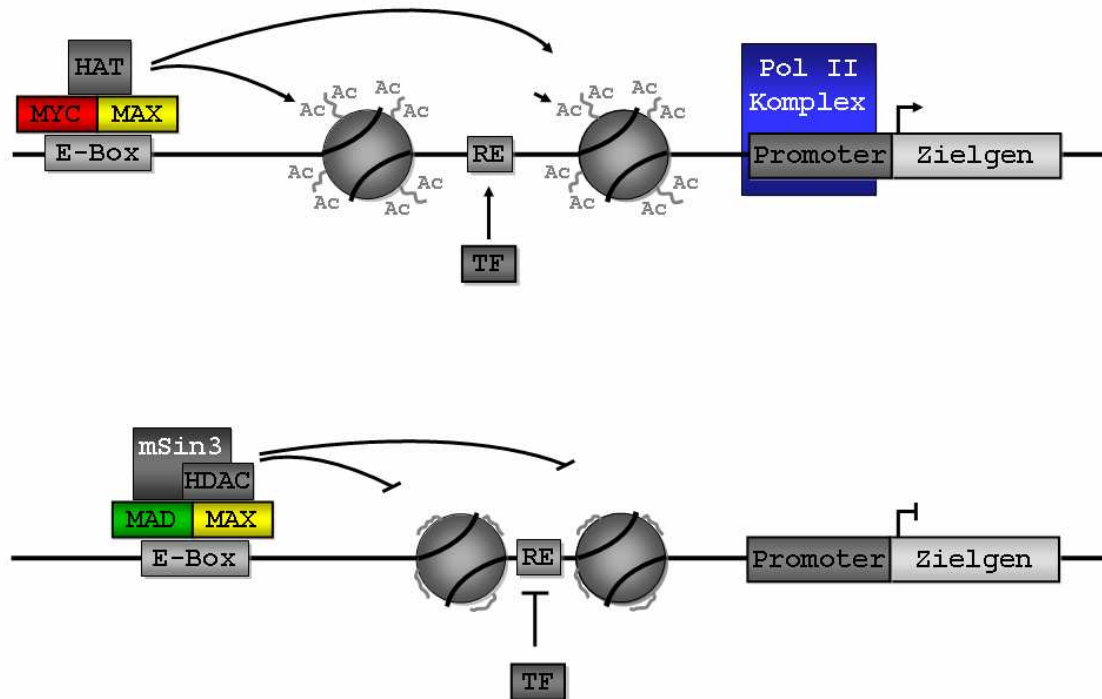 HAT
MYC MAX
E-Box
Ac Ac Ac Ac
Ac Ac Ac Ac
RE
TF
Ac Ac Ac Ac
Ac Ac Ac Ac
Pol II
Komplex
Promoter Zielgen
mSin3
HDAC
MAD MAX
E-Box
RE
TF
Promoter Zielgen